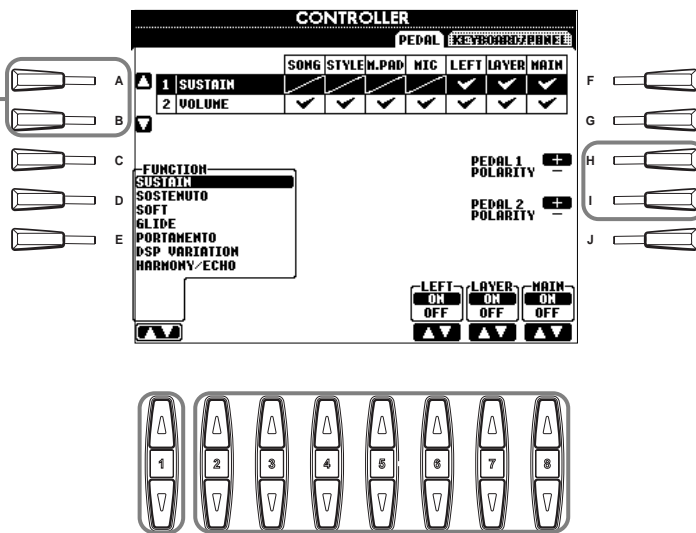 CONTROLLER
PEDAL KEYBOARD/PANEL
SONG STYLE M.PAD MIC LEFT LAYER MAIN
1 SUSTAIN
2 VOLUME
A
B
C
D
E
F
G
H
I
J
PEDAL 1 +
POLARITY −
PEDAL 2 +
POLARITY −
FUNCTION
SUSTAIN
SOSTENUTO
SOFT
GLIDE
PORTAMENTO
DSP VARIATION
HARMONY/ECHO
LEFT LAYER MAIN
ON ON ON
OFF OFF OFF
1 2 3 4 5 6 7 8